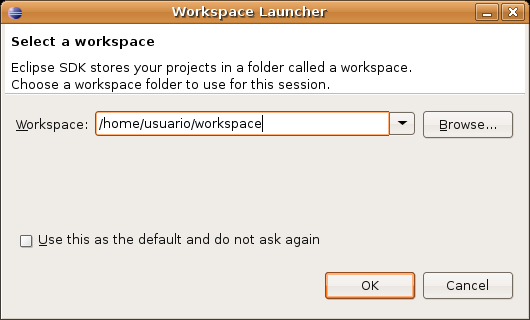 Workspace Launcher
Select a workspace
Eclipse SDK stores your projects in a folder called a workspace.
Choose a workspace folder to use for this session.
Workspace: /home/usuario/workspace Browse...
Use this as the default and do not ask again
OK Cancel